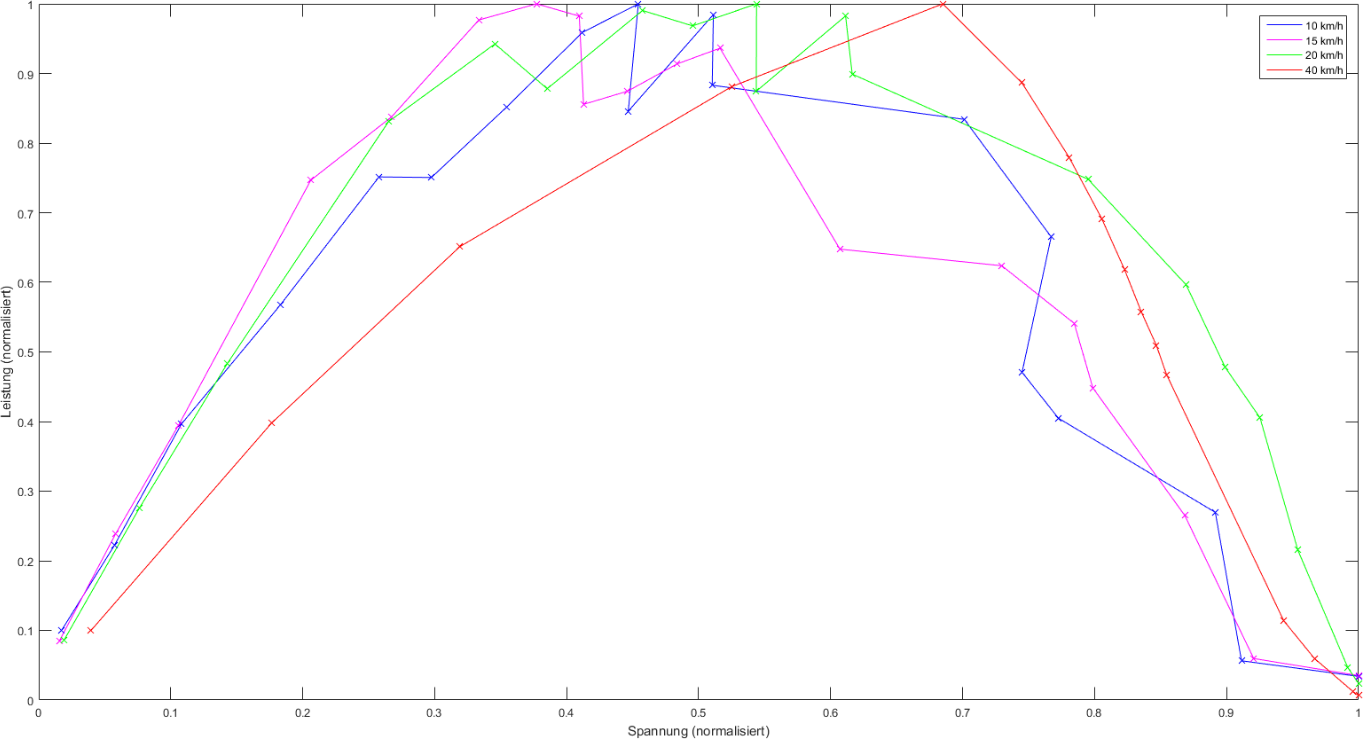 1
0.9
0.8
0.7
0.6
0.5
0.4
0.3
0.2
0.1
0
Leistung (normalisiert)
10 km/h
15 km/h
20 km/h
40 km/h
0 0.1 0.2 0.3 0.4 0.5 0.6 0.7 0.8 0.9 1
Spannung (normalisiert)